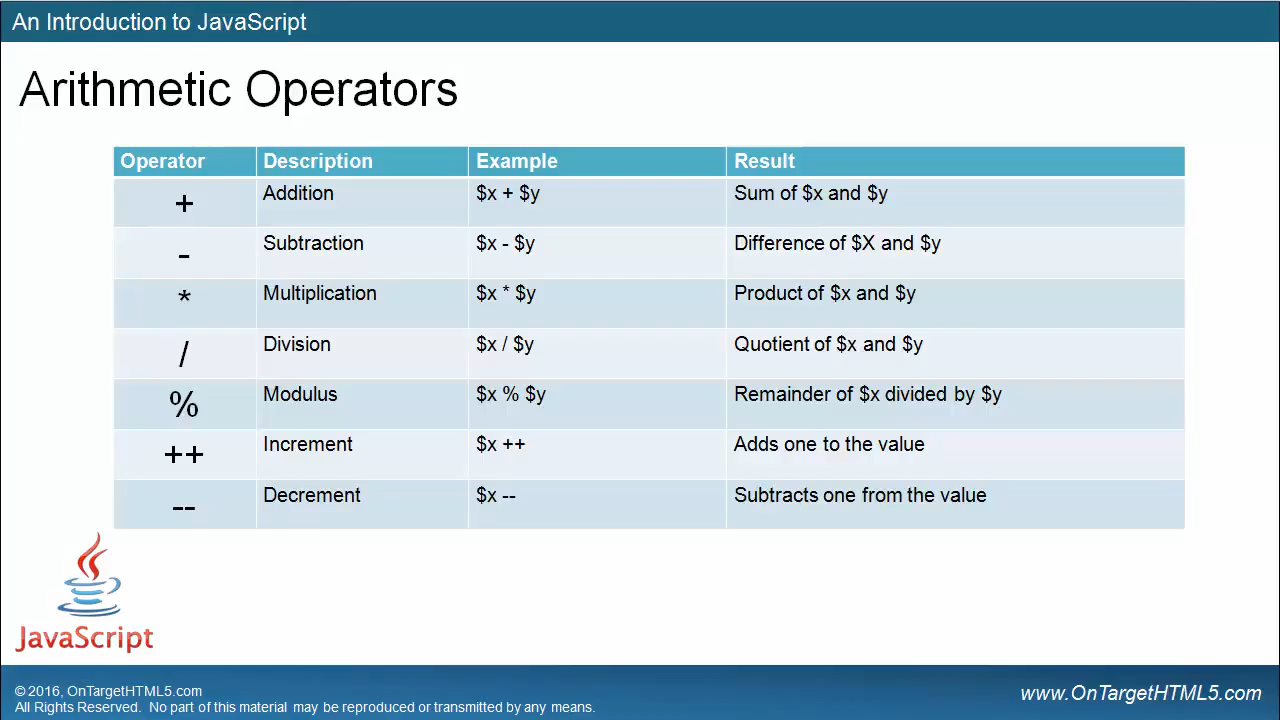 An Introduction to JavaScript
Arithmetic Operators
Operator Description Example Result
+ Addition $x + $y Sum of $x and $y
- Subtraction $x - $y Difference of $X and $y
* Multiplication $x * $y Product of $x and $y
/ Division $x / $y Quotient of $x and $y
% Modulus $x % $y Remainder of $x divided by $y
++ Increment $x ++ Adds one to the value
-- Decrement $x -- Subtracts one from the value
JavaScript
© 2016, OnTargetHTML5.com
All Rights Reserved.  No part of this material may be reproduced or transmitted by any means.
www.OnTargetHTML5.com